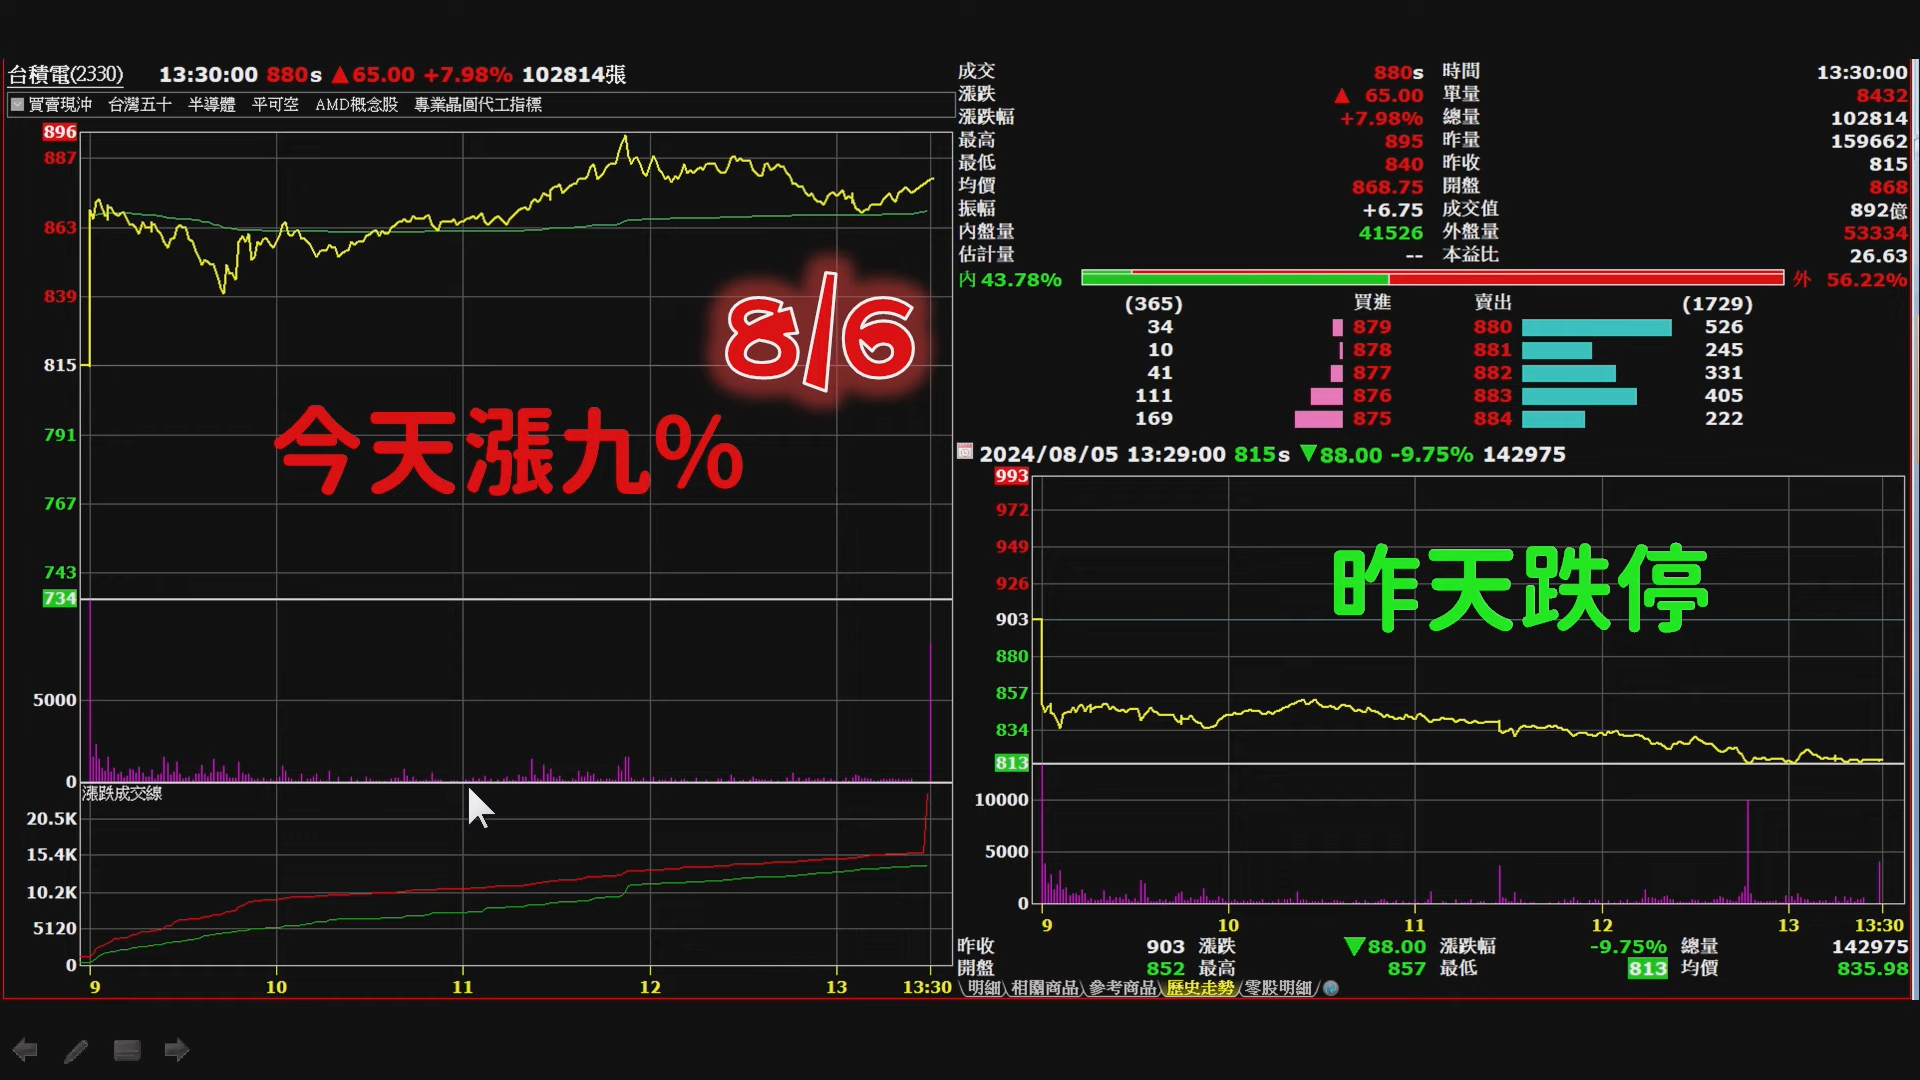 台積電(2330) 13:30:00 880s ▲65.00 +7.98% 102814張
買賣現沖 台灣五十 半導體 平可空 AMD概念股 專業晶圓代工指標
896
887
863
839
815
791
767
743
734
5000
0
漲跌成交線
20.5K
15.4K
10.2K
5120
0
9 10 11 12 13 13:30
8/6
今天漲九%
成交 880s 時間 13:30:00
漲跌 ▲ 65.00 單量 8432
漲跌幅 +7.98% 總量 102814
最高 895 昨量 159662
最低 840 昨收 815
均價 868.75 開盤 868
振幅 +6.75 成交值 892億
內盤量 41526 外盤量 53334
估計量 -- 本益比 26.63
內 43.78% 外 56.22%
(365) 買進 賣出 (1729)
34 879 880 526
10 878 881 245
41 877 882 331
111 876 883 405
169 875 884 222
2024/08/05 13:29:00 815s ▼88.00 -9.75% 142975
993
972
949
926
903
880
857
834
813
10000
5000
0
昨天跌停
9 10 11 12 13 13:30
昨收 903 漲跌 ▼88.00 漲跌幅 -9.75% 總量 142975
開盤 852 最高 857 最低 813 均價 835.98
明細 相關商品 參考商品 歷史走勢 零股明細